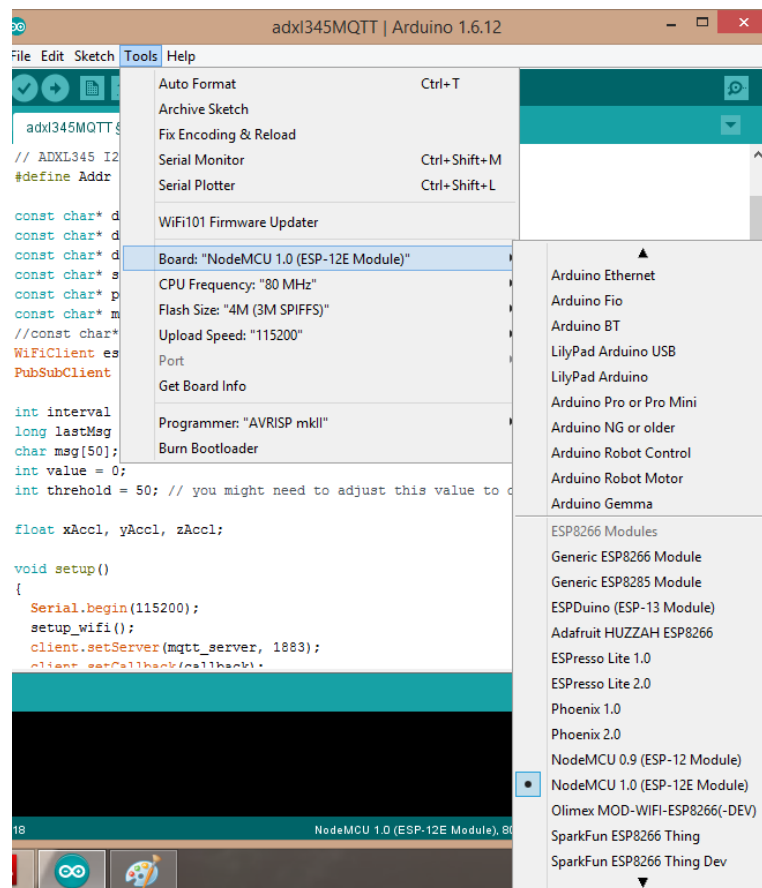 adxl345MQTT | Arduino 1.6.12
File Edit Sketch Tools Help
adxl345MQTT §
Auto Format Ctrl+T
Archive Sketch
Fix Encoding & Reload
Serial Monitor Ctrl+Shift+M
Serial Plotter Ctrl+Shift+L
WiFi101 Firmware Updater
Board: "NodeMCU 1.0 (ESP-12E Module)"
CPU Frequency: "80 MHz"
Flash Size: "4M (3M SPIFFS)"
Upload Speed: "115200"
Port
Get Board Info
Programmer: "AVRISP mkII"
Burn Bootloader
// ADXL345 I2
#define Addr
const char* d
const char* d
const char* d
const char* s
const char* p
const char* m
//const char*
WiFiClient es
PubSubClient
int interval
long lastMsg
char msg[50];
int value = 0;
int threhold = 50; // you might need to adjust this value to
float xAccl, yAccl, zAccl;
void setup()
{
Serial.begin(115200);
setup_wifi();
client.setServer(mqtt_server, 1883);
client.setCallback(callback);
Arduino Ethernet
Arduino Fio
Arduino BT
LilyPad Arduino USB
LilyPad Arduino
Arduino Pro or Pro Mini
Arduino NG or older
Arduino Robot Control
Arduino Robot Motor
Arduino Gemma
ESP8266 Modules
Generic ESP8266 Module
Generic ESP8285 Module
ESPDuino (ESP-13 Module)
Adafruit HUZZAH ESP8266
ESPresso Lite 1.0
ESPresso Lite 2.0
Phoenix 1.0
Phoenix 2.0
NodeMCU 0.9 (ESP-12 Module)
NodeMCU 1.0 (ESP-12E Module)
Olimex MOD-WIFI-ESP8266(-DEV)
SparkFun ESP8266 Thing
SparkFun ESP8266 Thing Dev
18 NodeMCU 1.0 (ESP-12E Module), 80